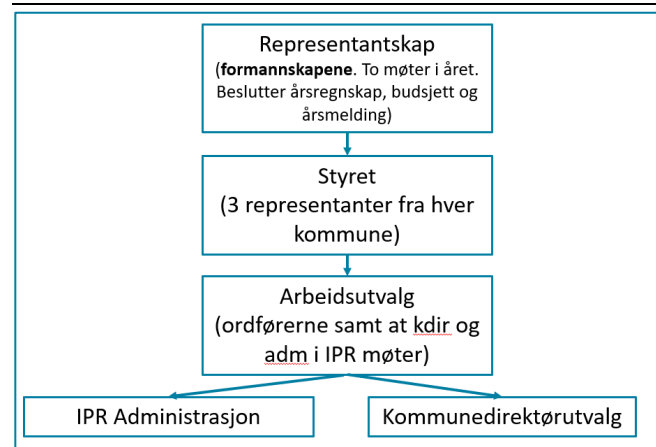 Representantskap
(formannskapene. To møter i året.
Beslutter årsregnskap, budsjett og
årsmelding)
Styret
(3 representanter fra hver
kommune)
Arbeidsutvalg
(ordførerne samt at kdir og
adm i IPR møter)
IPR Administrasjon
Kommunedirektørutvalg